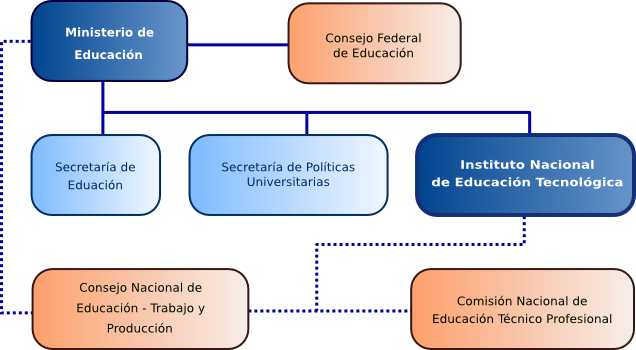 Ministerio de
Educación
Consejo Federal
de Educación
Secretaría de
Eduación
Secretaría de Políticas
Universitarias
Instituto Nacional
de Educación Tecnológica
Consejo Nacional de
Educación - Trabajo y
Producción
Comisión Nacional de
Educación Técnico Profesional